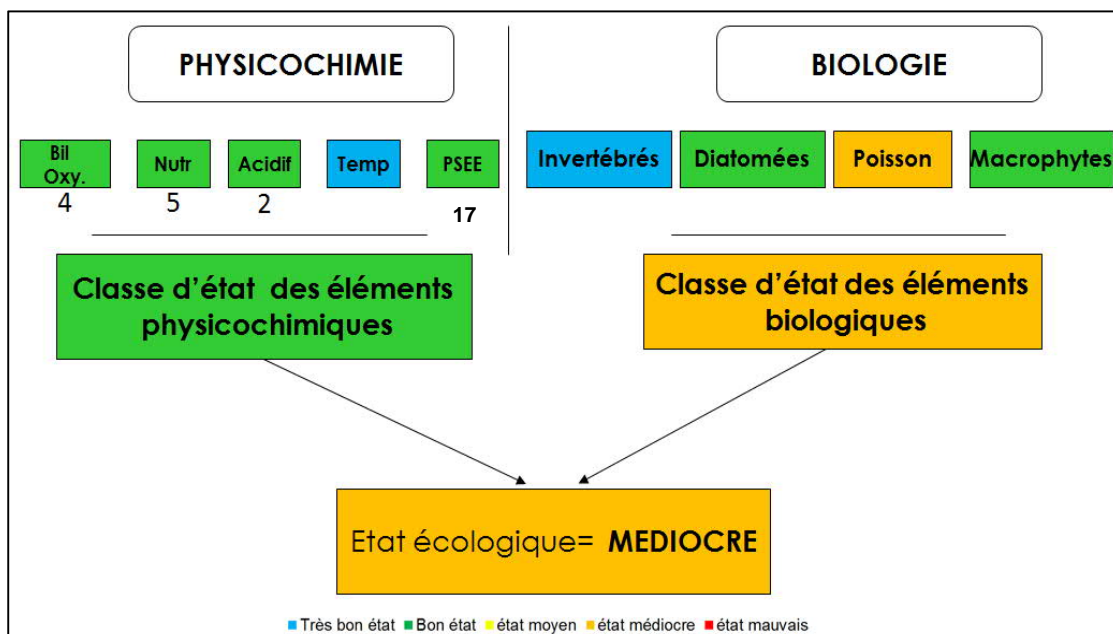 PHYSICOCHIMIE
BIOLOGIE
Bil
Oxy.
Nutr
Acidif
Temp
PSEE
Invertébrés
Diatomées
Poisson
Macrophytes
4
5
2
17
Classe d'état des éléments
physicochimiques
Classe d'état des éléments
biologiques
Etat écologique= MEDIOCRE
Très bon état Bon état état moyen état médiocre état mauvais